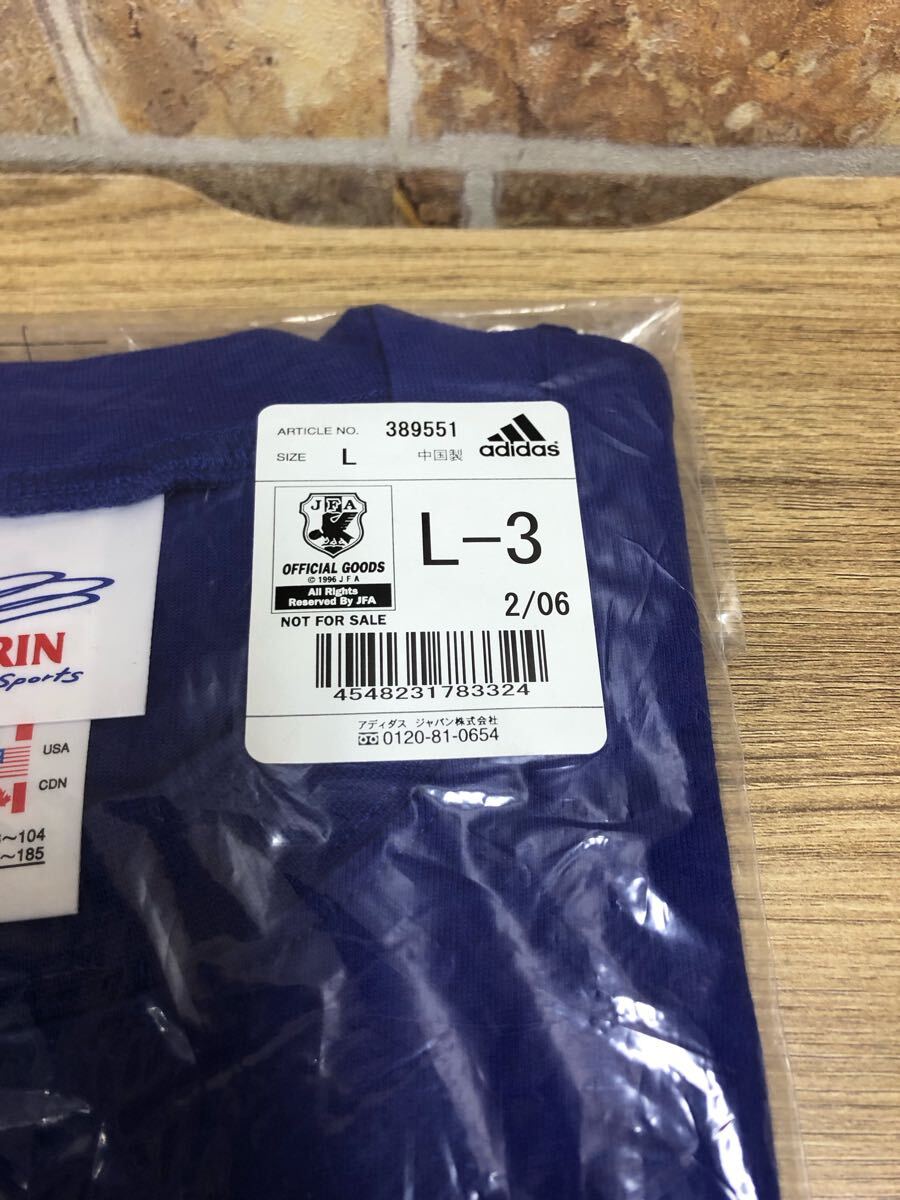 ARTICLE NO. 389551
adidas
SIZE L 中国製
JFA
OFFICIAL GOODS
© 1996 J F A
All Rights
Reserved By JFA
L-3
2/06
NOT FOR SALE
4548231783324
アディダス ジャパン株式会社
0120-81-0654
RIN
Sports
USA
CDN
~104
~185